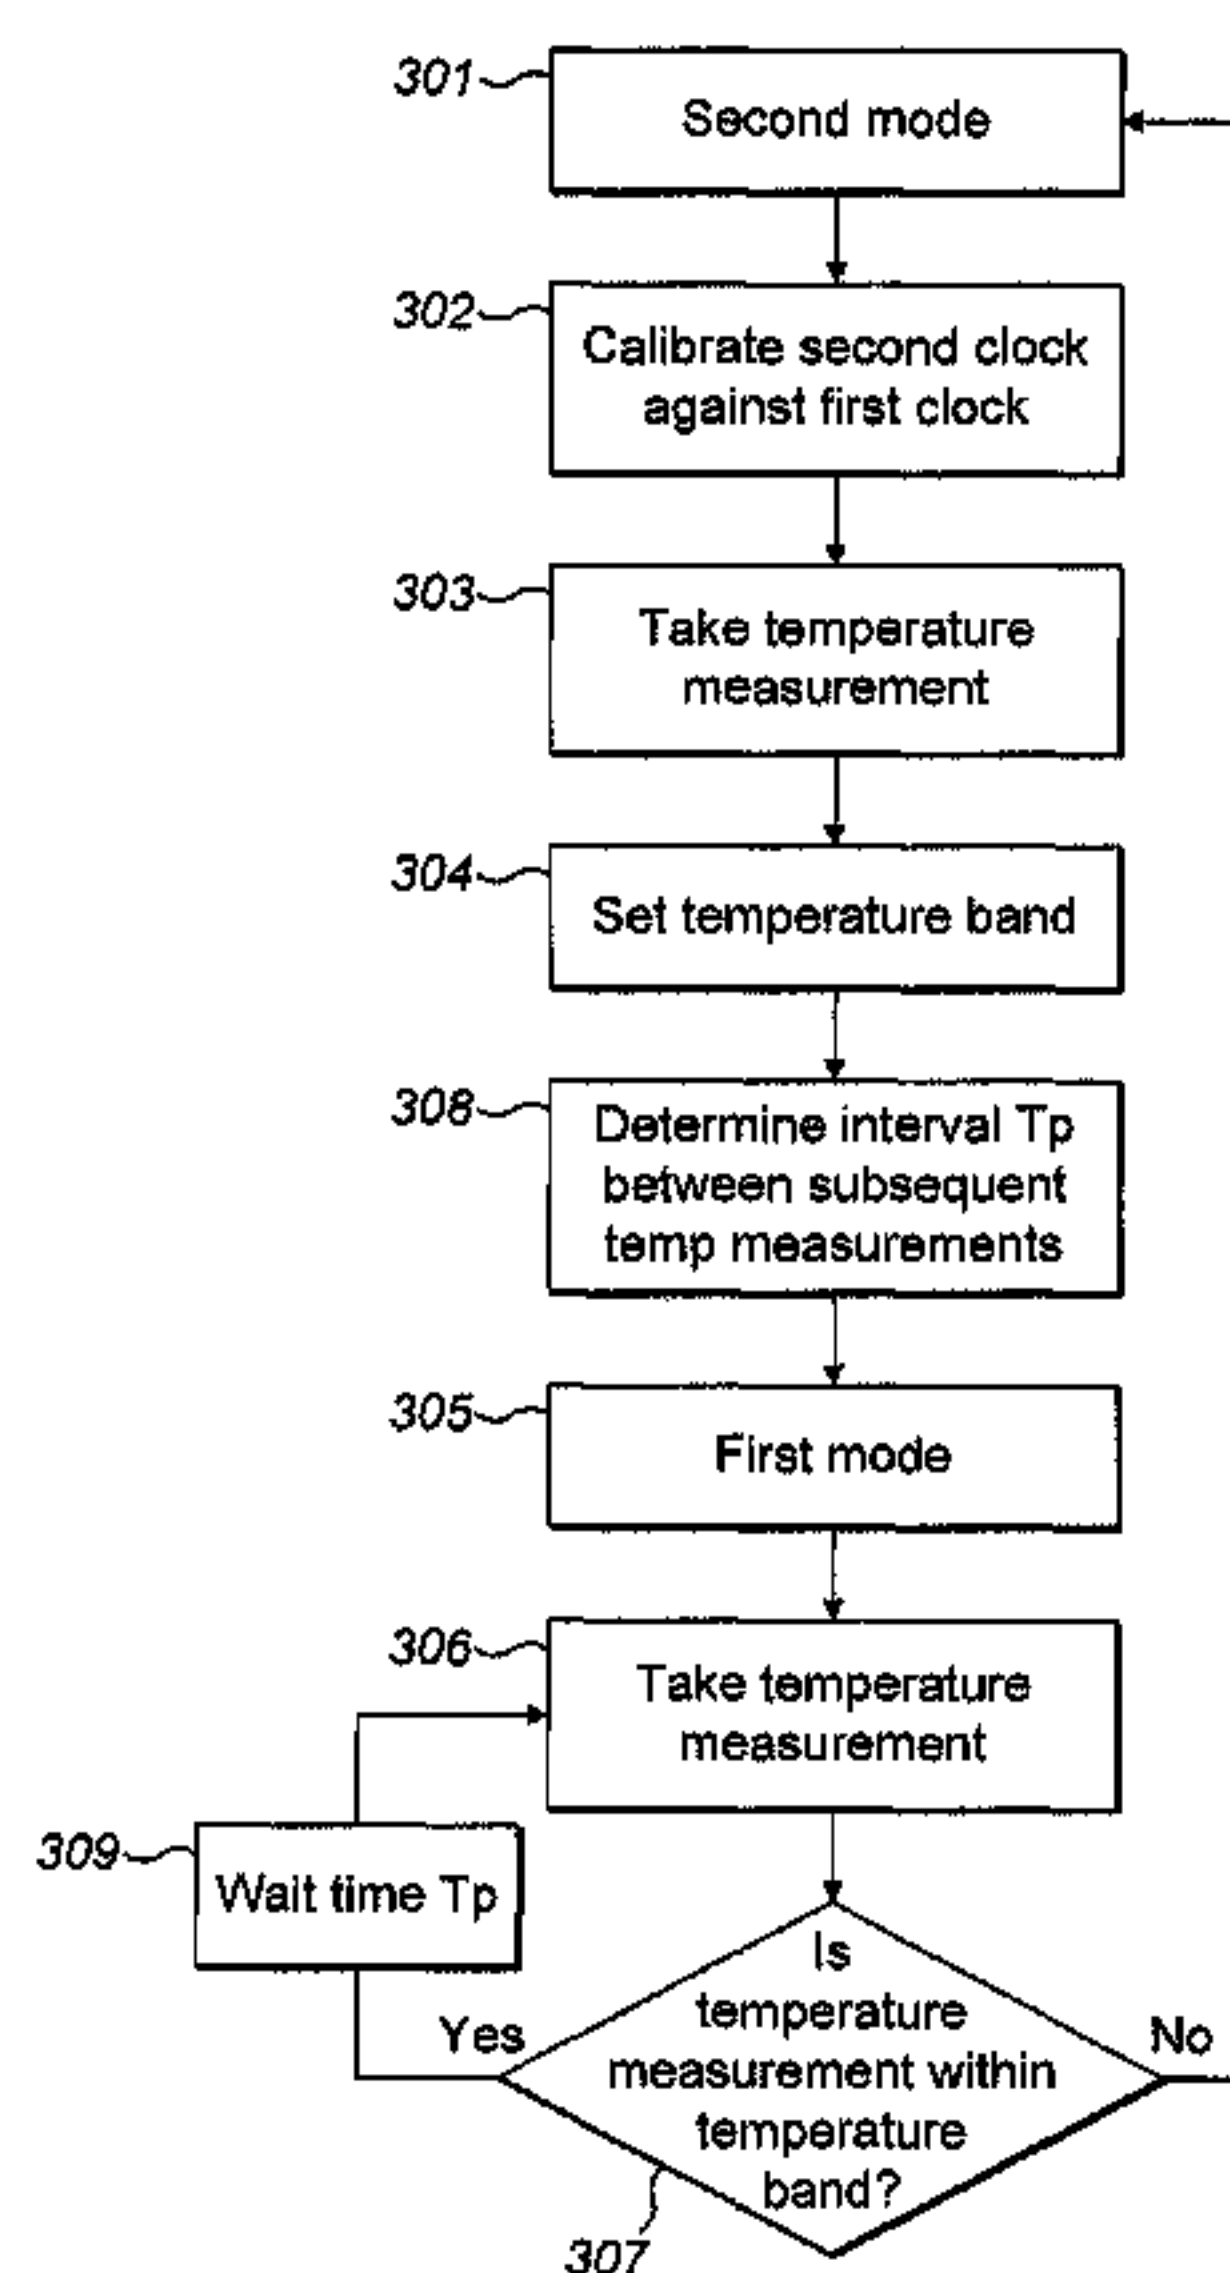 301
Second mode
302
Calibrate second clock
against first clock
303
Take temperature
measurement
304
Set temperature band
308
Determine interval Tp
between subsequent
temp measurements
305
First mode
306
Take temperature
measurement
309
Wait time Tp
Yes
Is
temperature
measurement within
temperature
band?
No
307